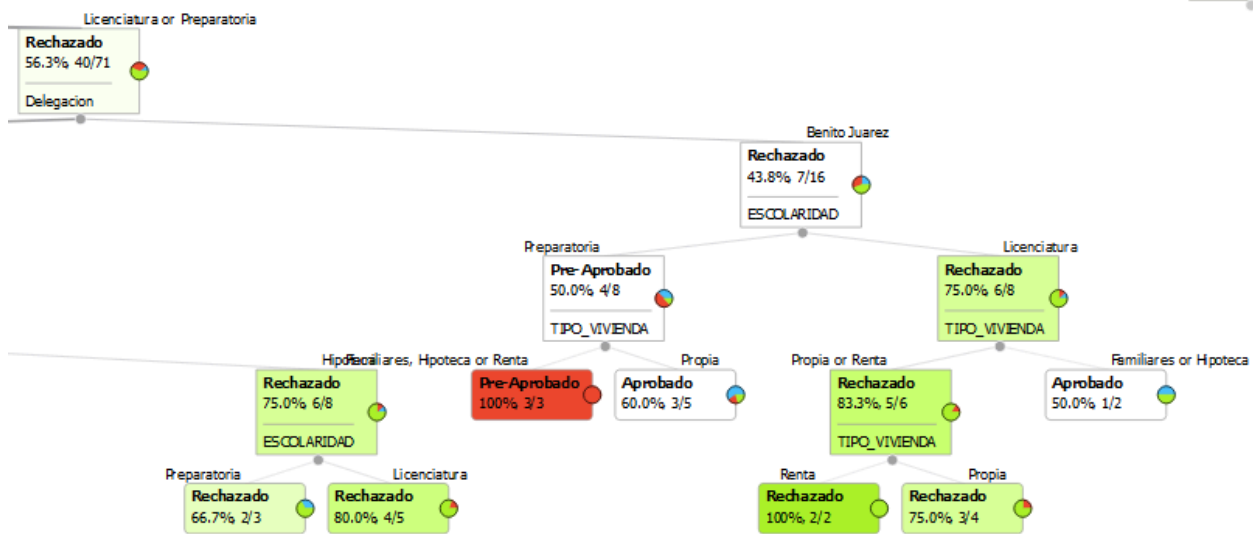 Licenciatura or Preparatoria
Rechazado
56.3%, 40/71
Delegacion
Benito Juarez
Rechazado
43.8%, 7/16
ESCOLARIDAD
Preparatoria
Licenciatura
Pre-Aprobado
50.0%, 4/8
TIPO_VIVIENDA
Rechazado
75.0%, 6/8
TIPO_VIVIENDA
Hipoteca
Familiares, Hipoteca or Renta
Propia
Propia or Renta
Familiares or Hipoteca
Rechazado
75.0%, 6/8
ESCOLARIDAD
Pre-Aprobado
100%, 3/3
Aprobado
60.0%, 3/5
Rechazado
83.3%, 5/6
TIPO_VIVIENDA
Aprobado
50.0%, 1/2
Preparatoria
Licenciatura
Renta
Propia
Rechazado
66.7%, 2/3
Rechazado
80.0%, 4/5
Rechazado
100%, 2/2
Rechazado
75.0%, 3/4